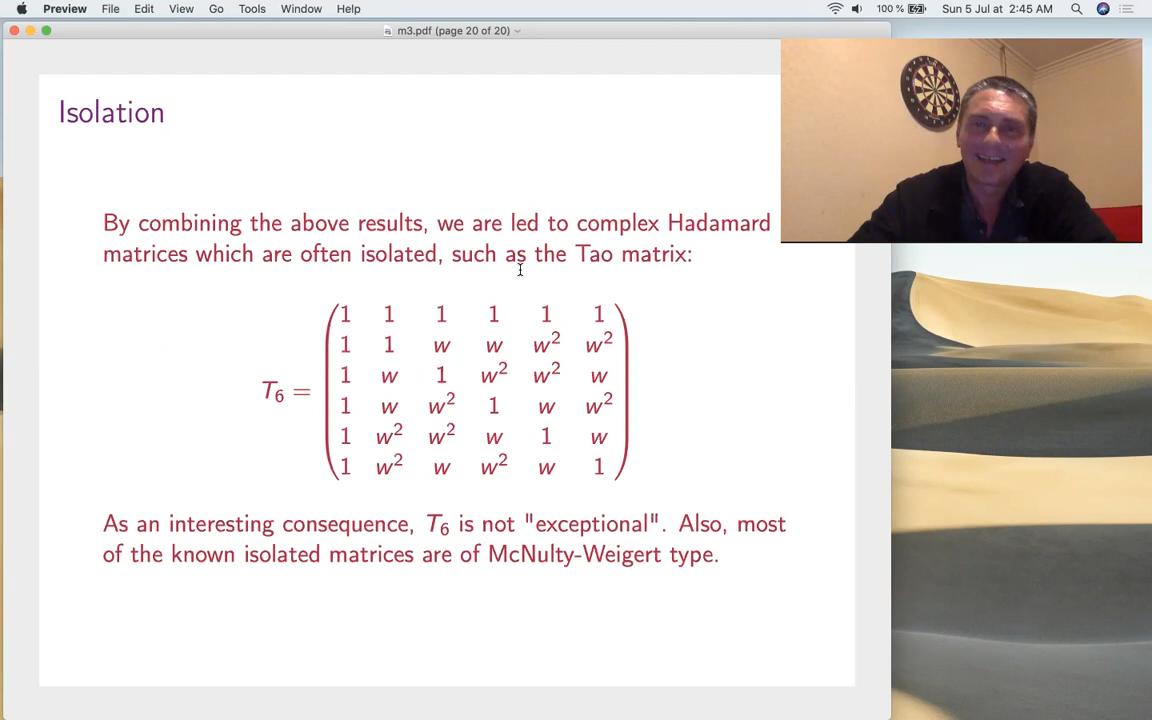 Preview File Edit View Go Tools Window Help 100 % Sun 5 Jul at 2:45 AM
m3.pdf (page 20 of 20)
Isolation
By combining the above results, we are led to complex Hadamard
matrices which are often isolated, such as the Tao matrix:
1 1 1 1 1 1
1 1 w w w² w²
1 w 1 w² w² w
T₆ = 1 w w² 1 w w²
1 w² w² w 1 w
1 w² w w² w 1
As an interesting consequence, T₆ is not "exceptional". Also, most
of the known isolated matrices are of McNulty-Weigert type.